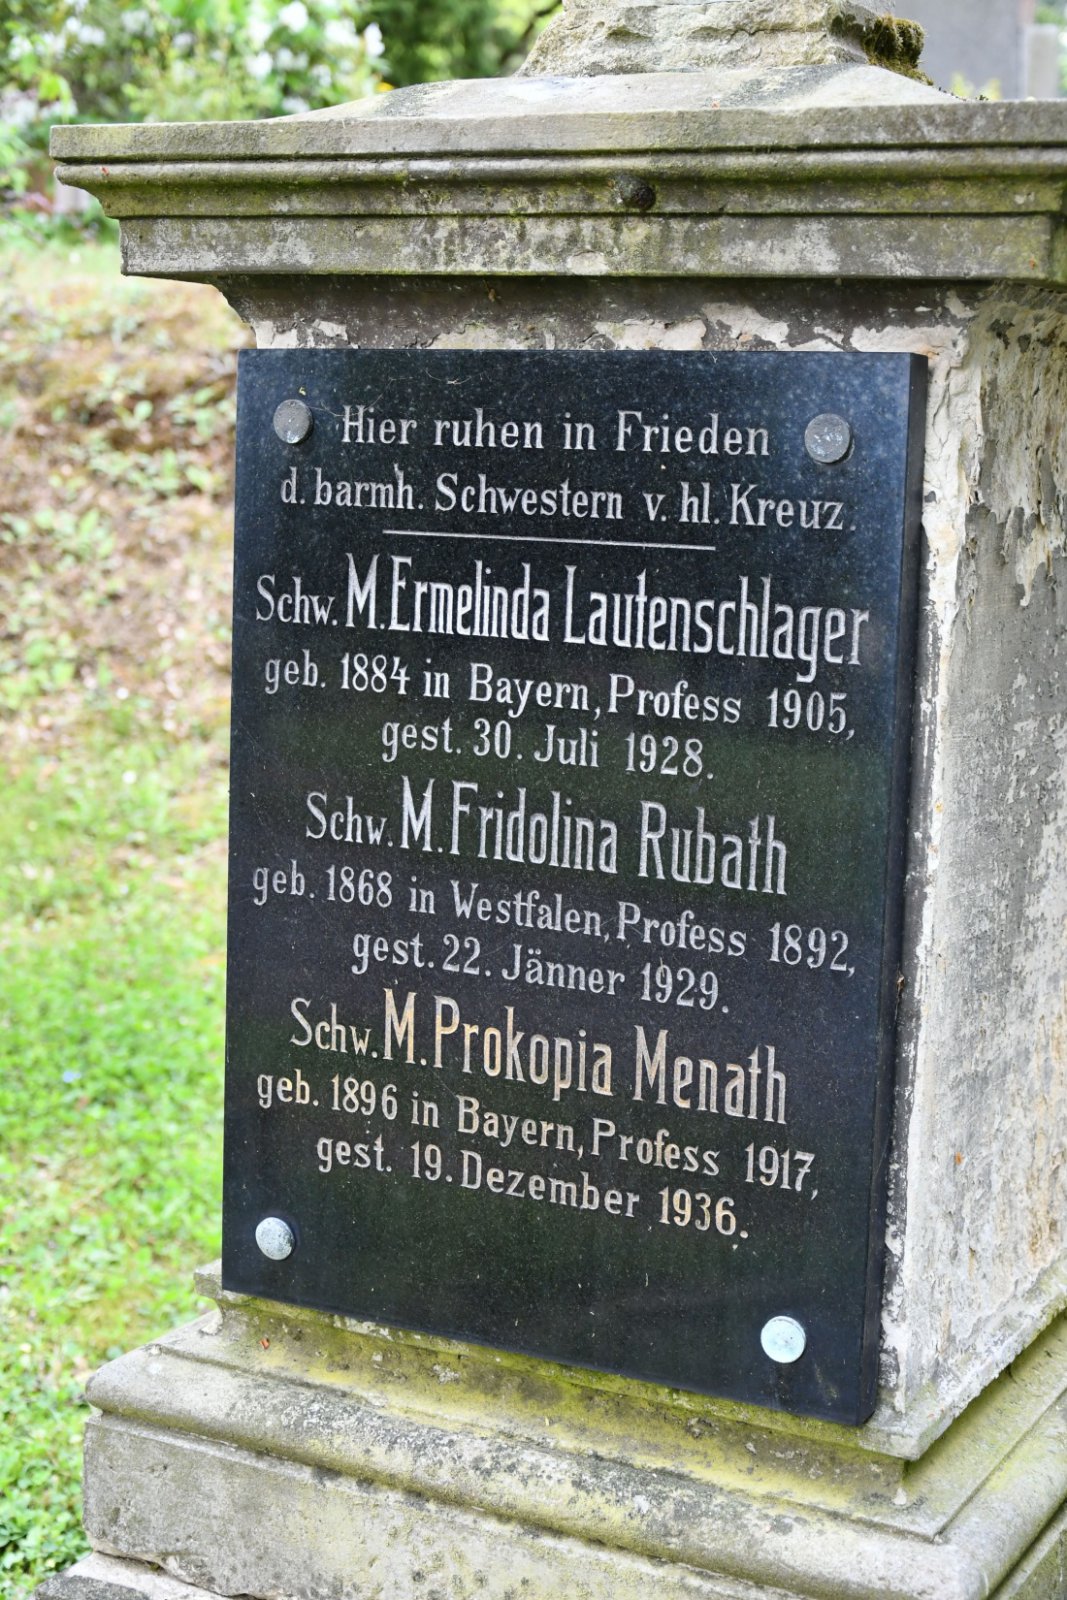 Hier ruhen in Frieden
d. barmh. Schwestern v. hl. Kreuz.
Schw. M. Ermelinda Lautenschlager
geb. 1884 in Bayern, Profess 1905,
gest. 30. Juli 1928.
Schw. M. Fridolina Rubath
geb. 1868 in Westfalen, Profess 1892,
gest. 22. Jänner 1929.
Schw. M. Prokopia Menath
geb. 1896 in Bayern, Profess 1917,
gest. 19. Dezember 1936.